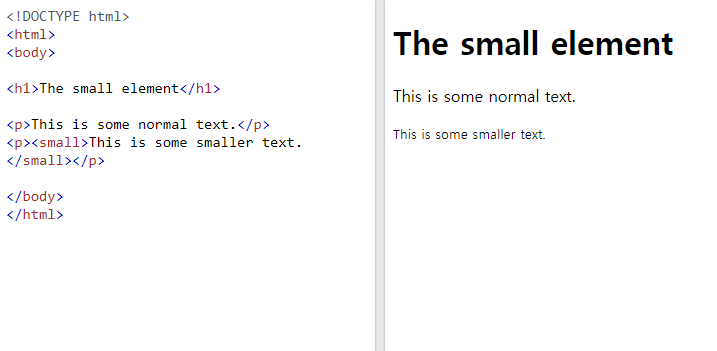 <!DOCTYPE html>
<html>
<body>
<h1>The small element</h1>
<p>This is some normal text.</p>
<p><small>This is some smaller text.
</small></p>
</body>
</html>
The small element
This is some normal text.
This is some smaller text.